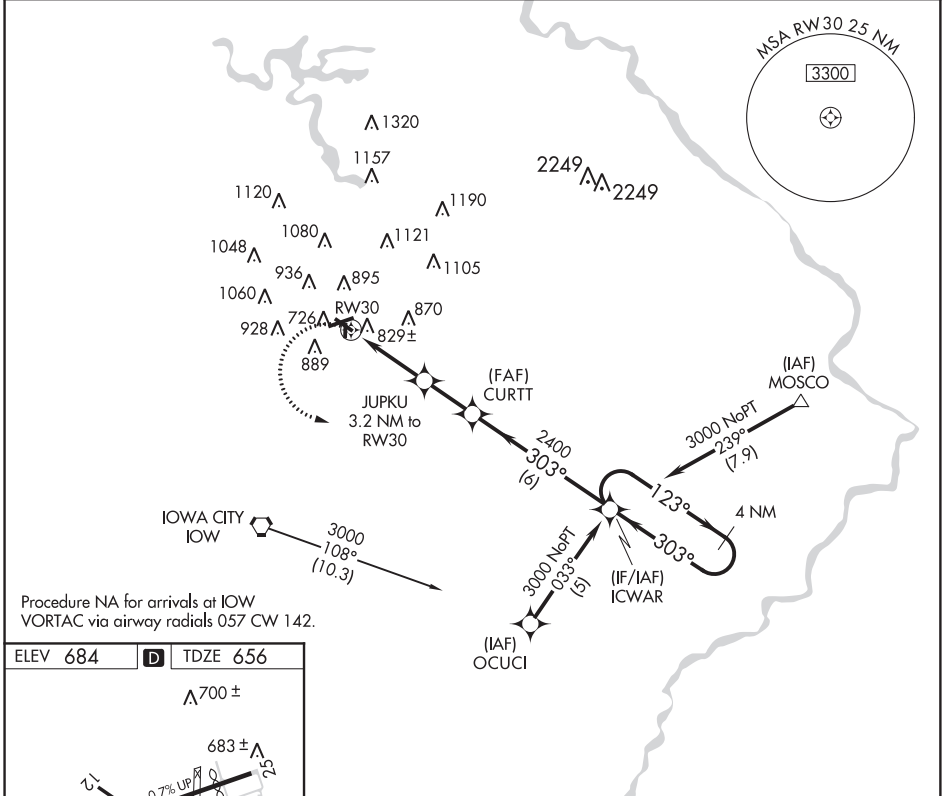 MSA RW30 25 NM
3300
1320
1157
2249
2249
1120
1190
1080
1121
1048
1105
936
895
1060
RW30
870
928
726
829±
889
(FAF)
CURTT
(IAF)
MOSCO
JUPKU
3.2 NM to
RW30
3000 NoPT
239°
(7.9)
2400
303°
(6)
123°
4 NM
303°
IOWA CITY
IOW
3000
108°
(10.3)
3000 NoPT
033°
(5)
(IF/IAF)
ICWAR
(IAF)
OCUCI
Procedure NA for arrivals at IOW
VORTAC via airway radials 057 CW 142.
ELEV 684 D TDZE 656
700 ±
683 ±
25
12
0.7% UP